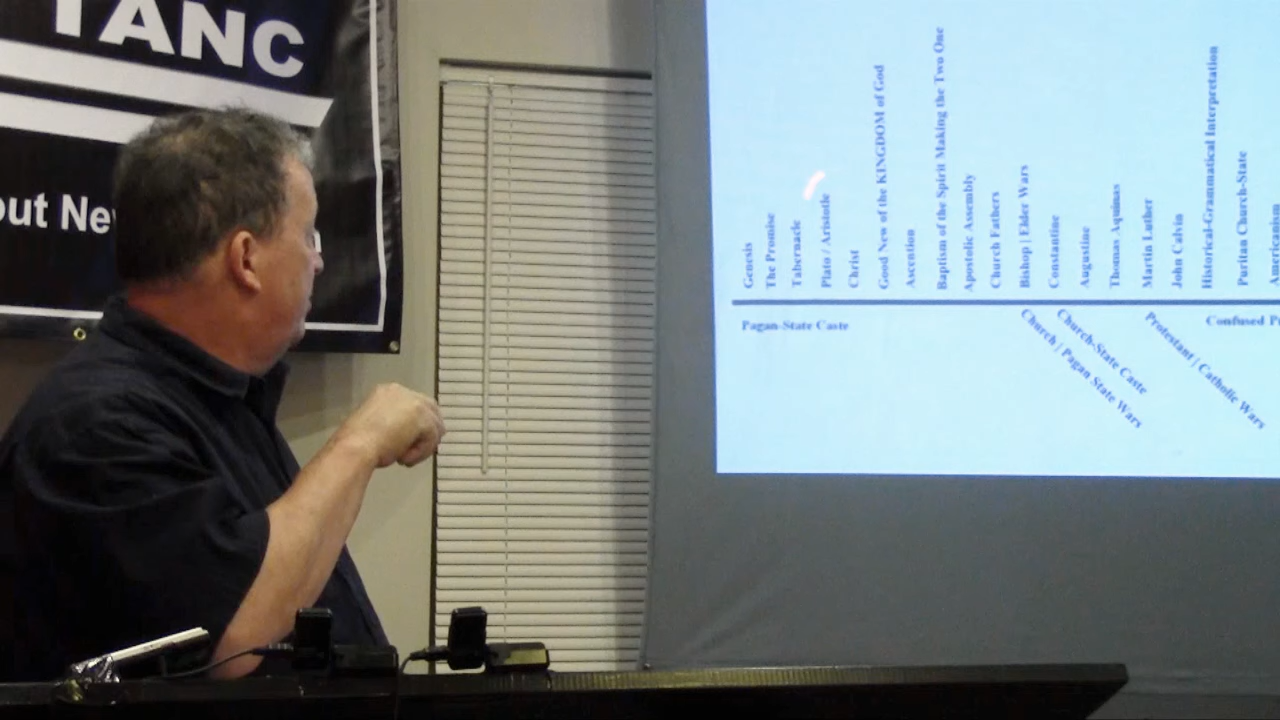 TANC
out Ne
Genesis
The Promise
Tabernacle
Plato / Aristotle
Christ
Good New of the KINGDOM of God
Ascention
Baptism of the Spirit Making the Two One
Apostolic Assembly
Church Fathers
Bishop | Elder Wars
Constantine
Augustine
Thomas Aquinas
Martin Luther
John Calvin
Historical-Grammatical Interpretation
Puritan Church-State
Americanism
Pagan-State Caste
Church | Pagan State Wars
Church-State Caste
Protestant | Catholic Wars
Confused P